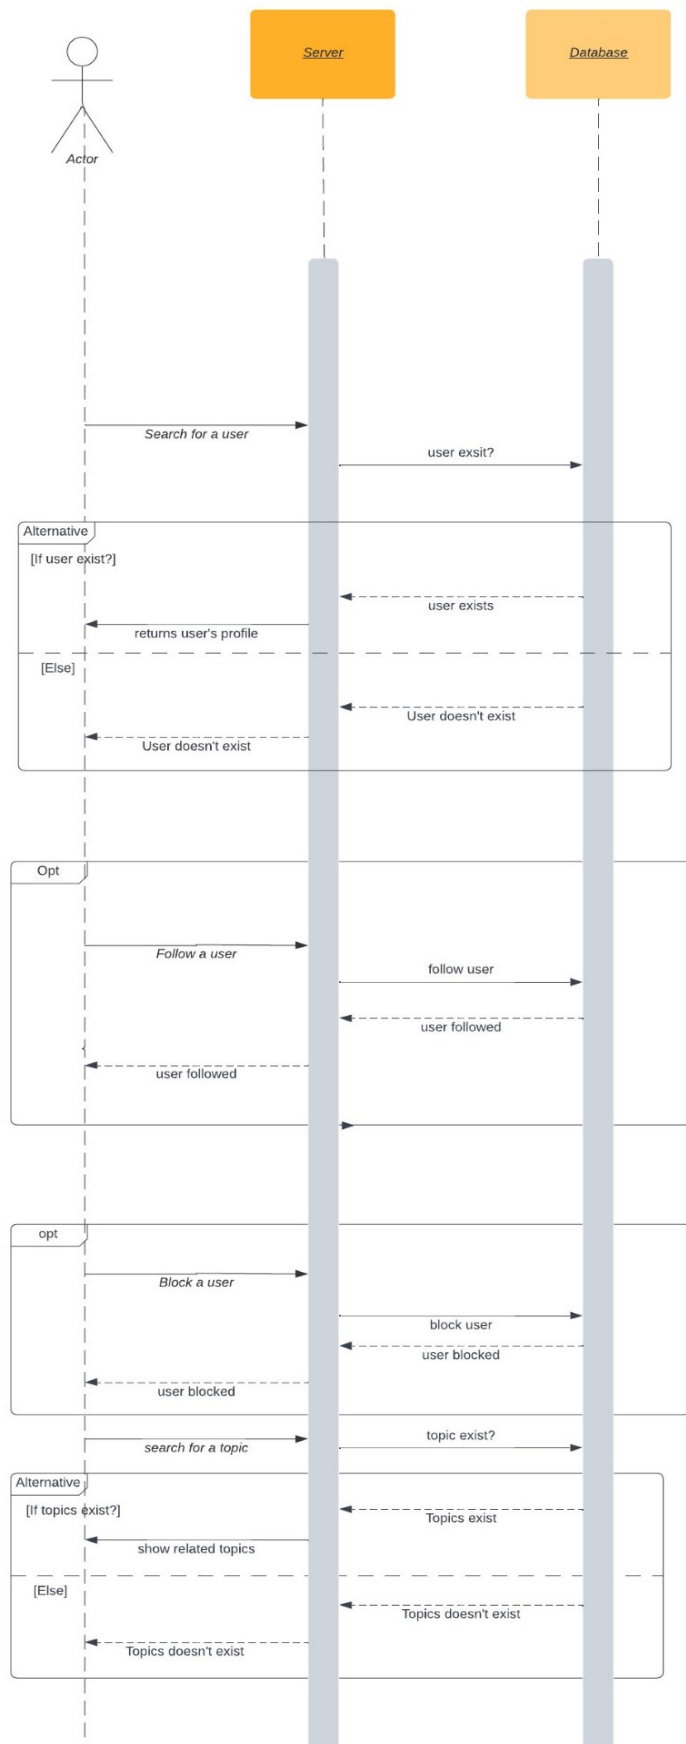 Server
Database
Actor
Search for a user
user exsit?
Alternative
[If user exist?]
user exists
returns user's profile
[Else]
User doesn't exist
User doesn't exist
Opt
Follow a user
follow user
user followed
user followed
opt
Block a user
block user
user blocked
user blocked
topic exist?
search for a topic
Alternative
[If topics exist?]
Topics exist
show related topics
[Else]
Topics doesn't exist
Topics doesn't exist